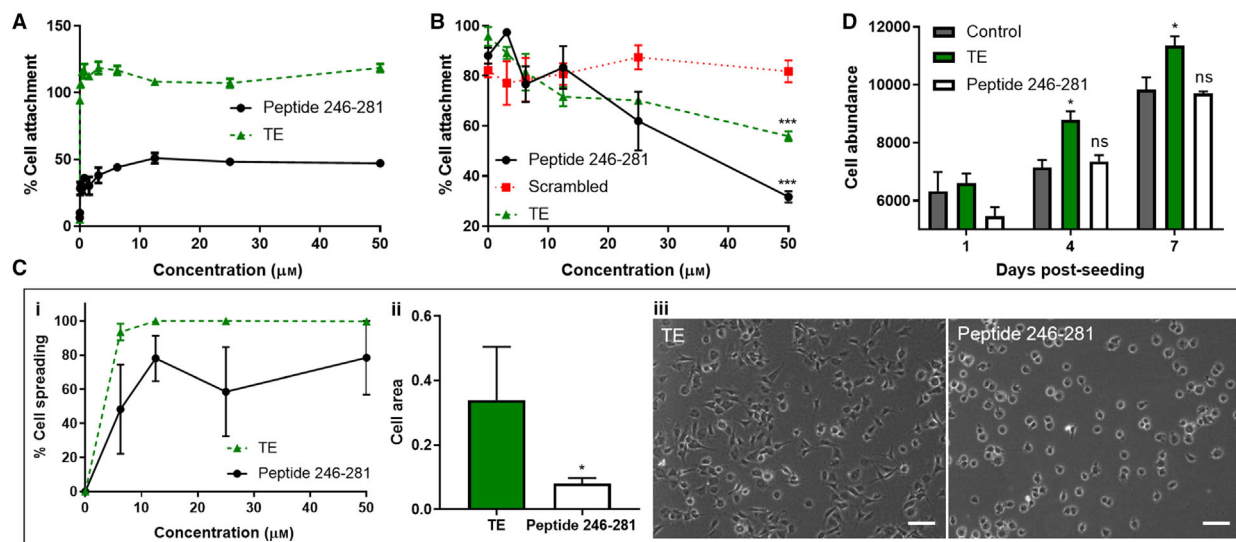 A
150
100
50
0
% Cell attachment
Peptide 246-281
TE
0
10
20
30
40
50
Concentration (μM)
B
100
80
60
40
20
% Cell attachment
***
***
Peptide 246-281
Scrambled
TE
0
10
20
30
40
50
Concentration (μM)
D
12000
10000
8000
6000
Cell abundance
Control
TE
Peptide 246-281
*
ns
*
ns
1
4
7
Days post-seeding
C
i
100
80
60
40
20
0
% Cell spreading
TE
Peptide 246-281
0
10
20
30
40
50
Concentration (μM)
ii
0.6
0.4
0.2
0.0
Cell area
*
TE
Peptide 246-281
iii
TE
Peptide 246-281